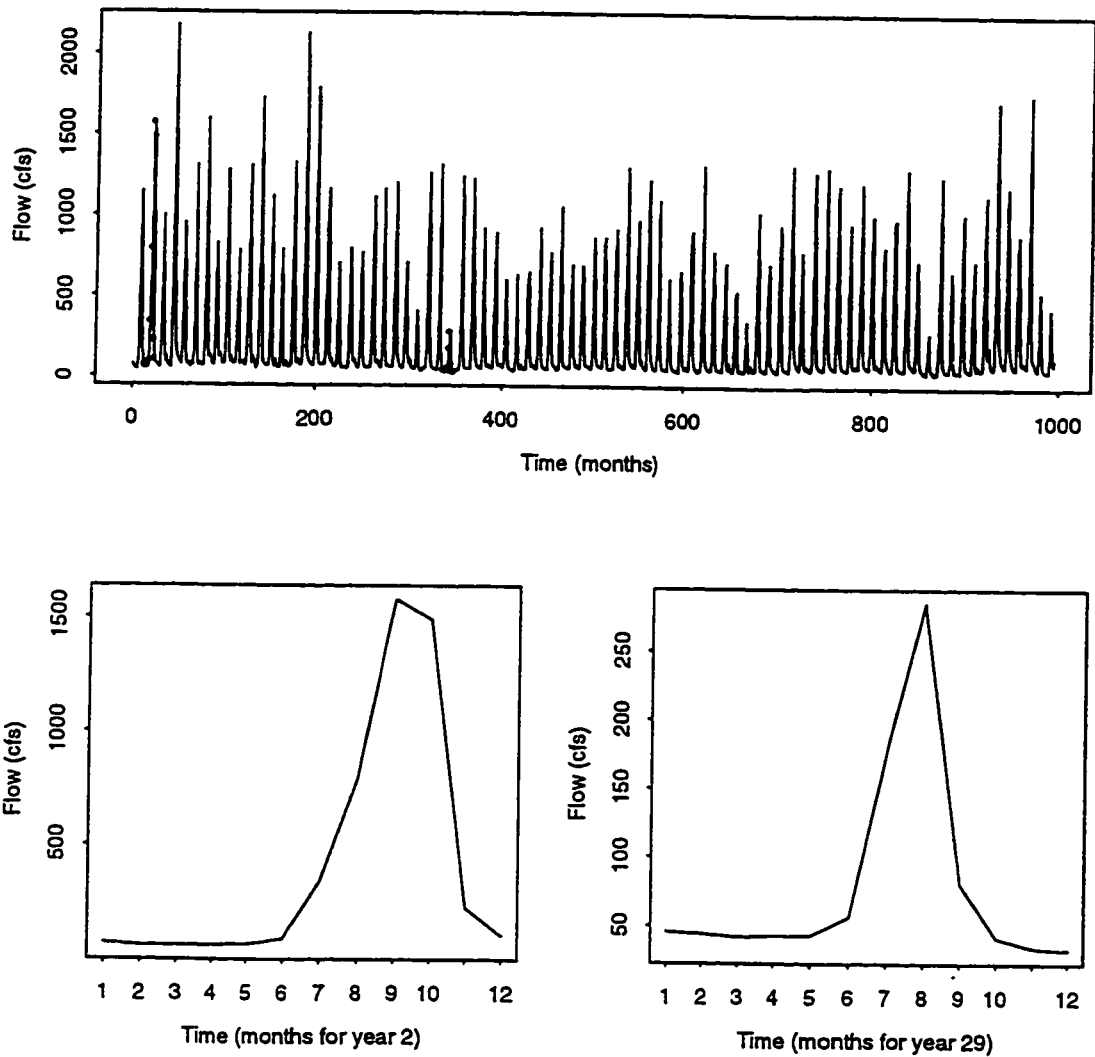 Flow (cfs)
0 500 1000 1500 2000
0 200 400 600 800 1000
Time (months)
Flow (cfs)
500 1000 1500
1 2 3 4 5 6 7 8 9 10 12
Time (months for year 2)
Flow (cfs)
50 100 150 200 250
1 2 3 4 5 6 7 8 9 10 12
Time (months for year 29)